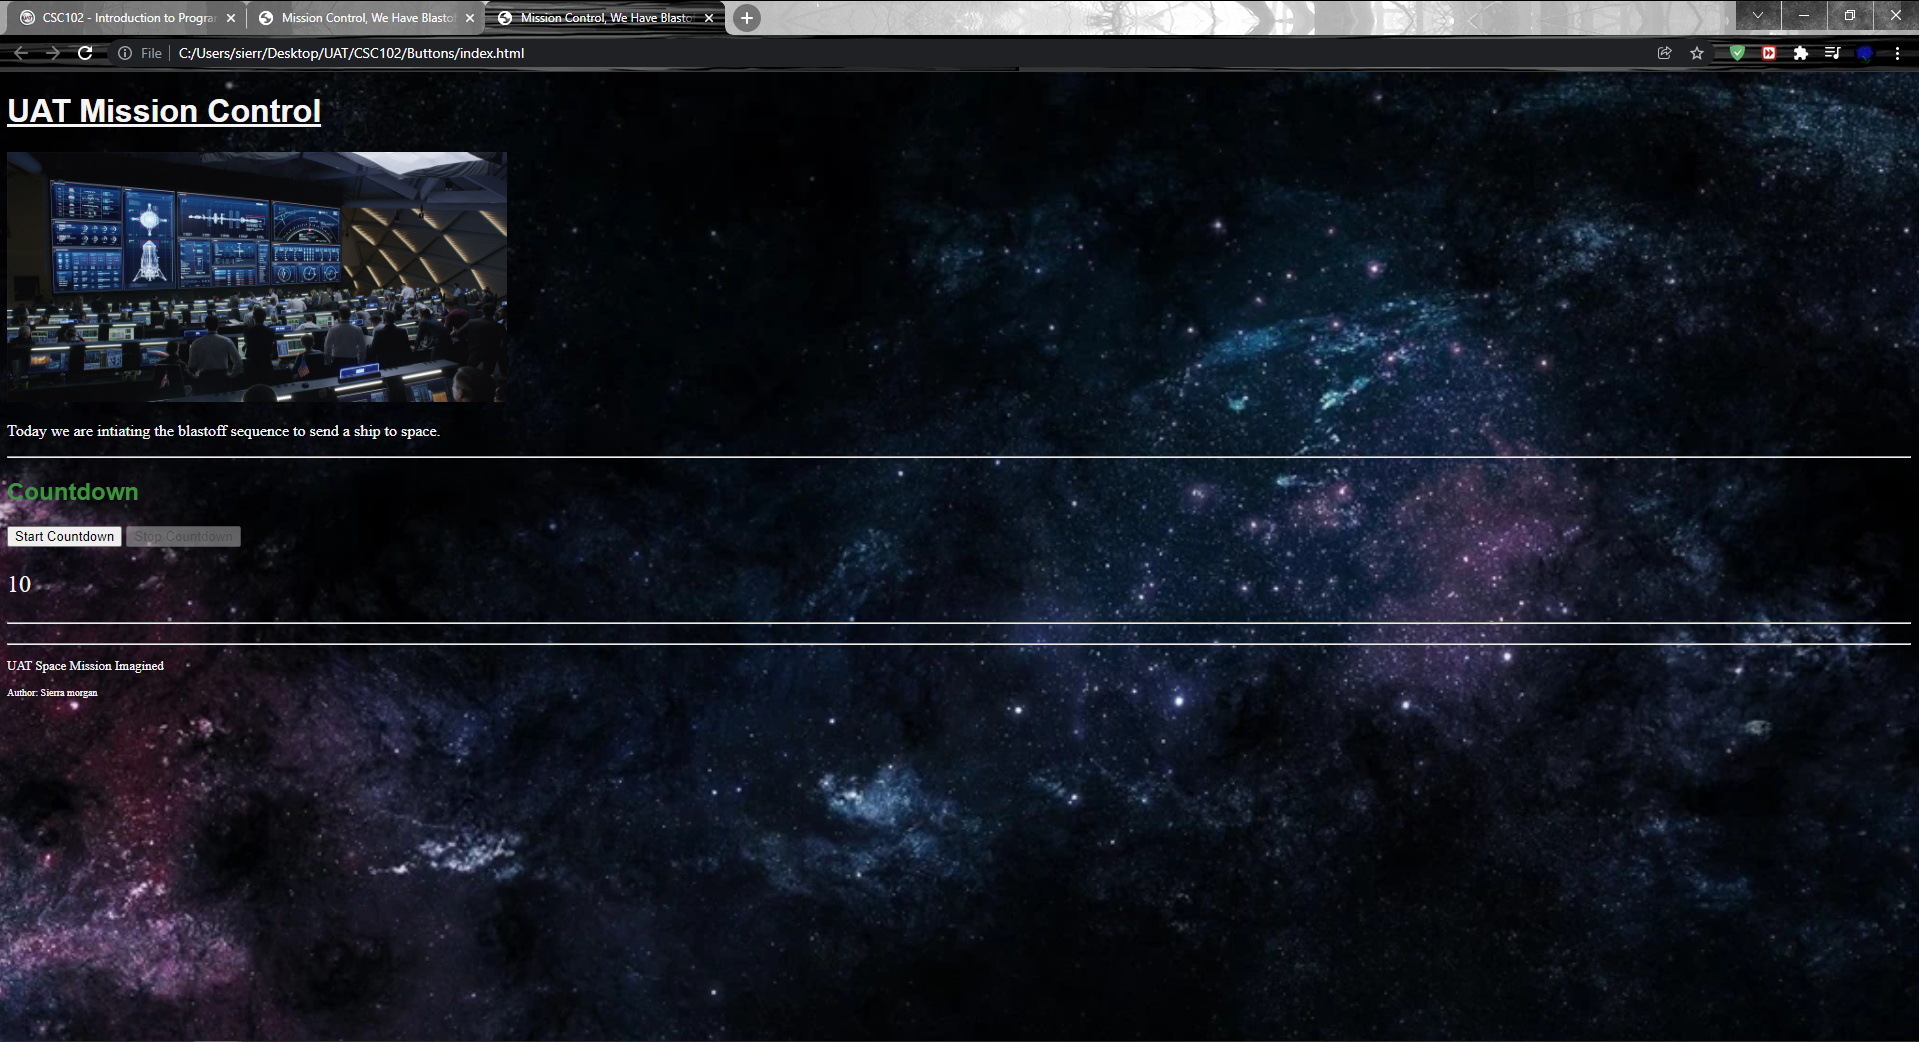 CSC102 - Introduction to Progra
Mission Control, We Have Blasto
Mission Control, We Have Blasto
File
C:/Users/sierr/Desktop/UAT/CSC102/Buttons/index.html
UAT Mission Control
Today we are intiating the blastoff sequence to send a ship to space.
Countdown
Start Countdown Stop Countdown
10
UAT Space Mission Imagined
Author: Sierra morgan